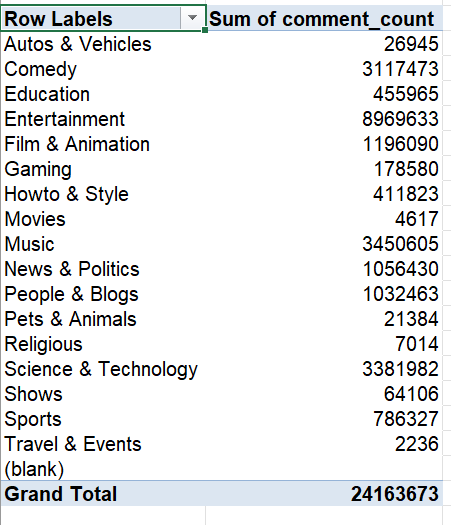 Row Labels Sum of comment_count
Autos & Vehicles 26945
Comedy 3117473
Education 455965
Entertainment 8969633
Film & Animation 1196090
Gaming 178580
Howto & Style 411823
Movies 4617
Music 3450605
News & Politics 1056430
People & Blogs 1032463
Pets & Animals 21384
Religious 7014
Science & Technology 3381982
Shows 64106
Sports 786327
Travel & Events 2236
(blank)
Grand Total 24163673